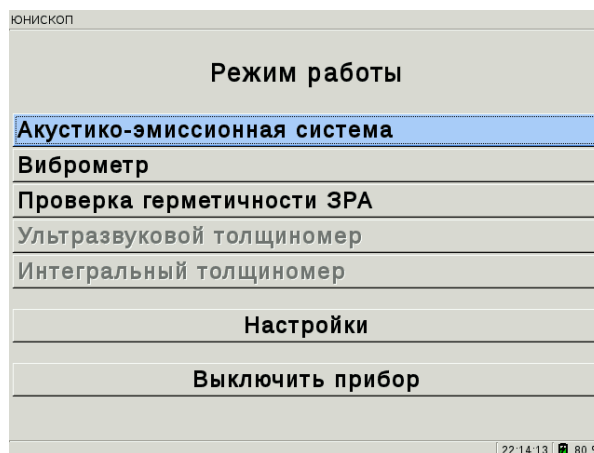 юнископ
Режим работы
Акустико-эмиссионная система
Виброметр
Проверка герметичности ЗРА
Ультразвуковой толщиномер
Интегральный толщиномер
Настройки
Выключить прибор
22:14:13 80 %